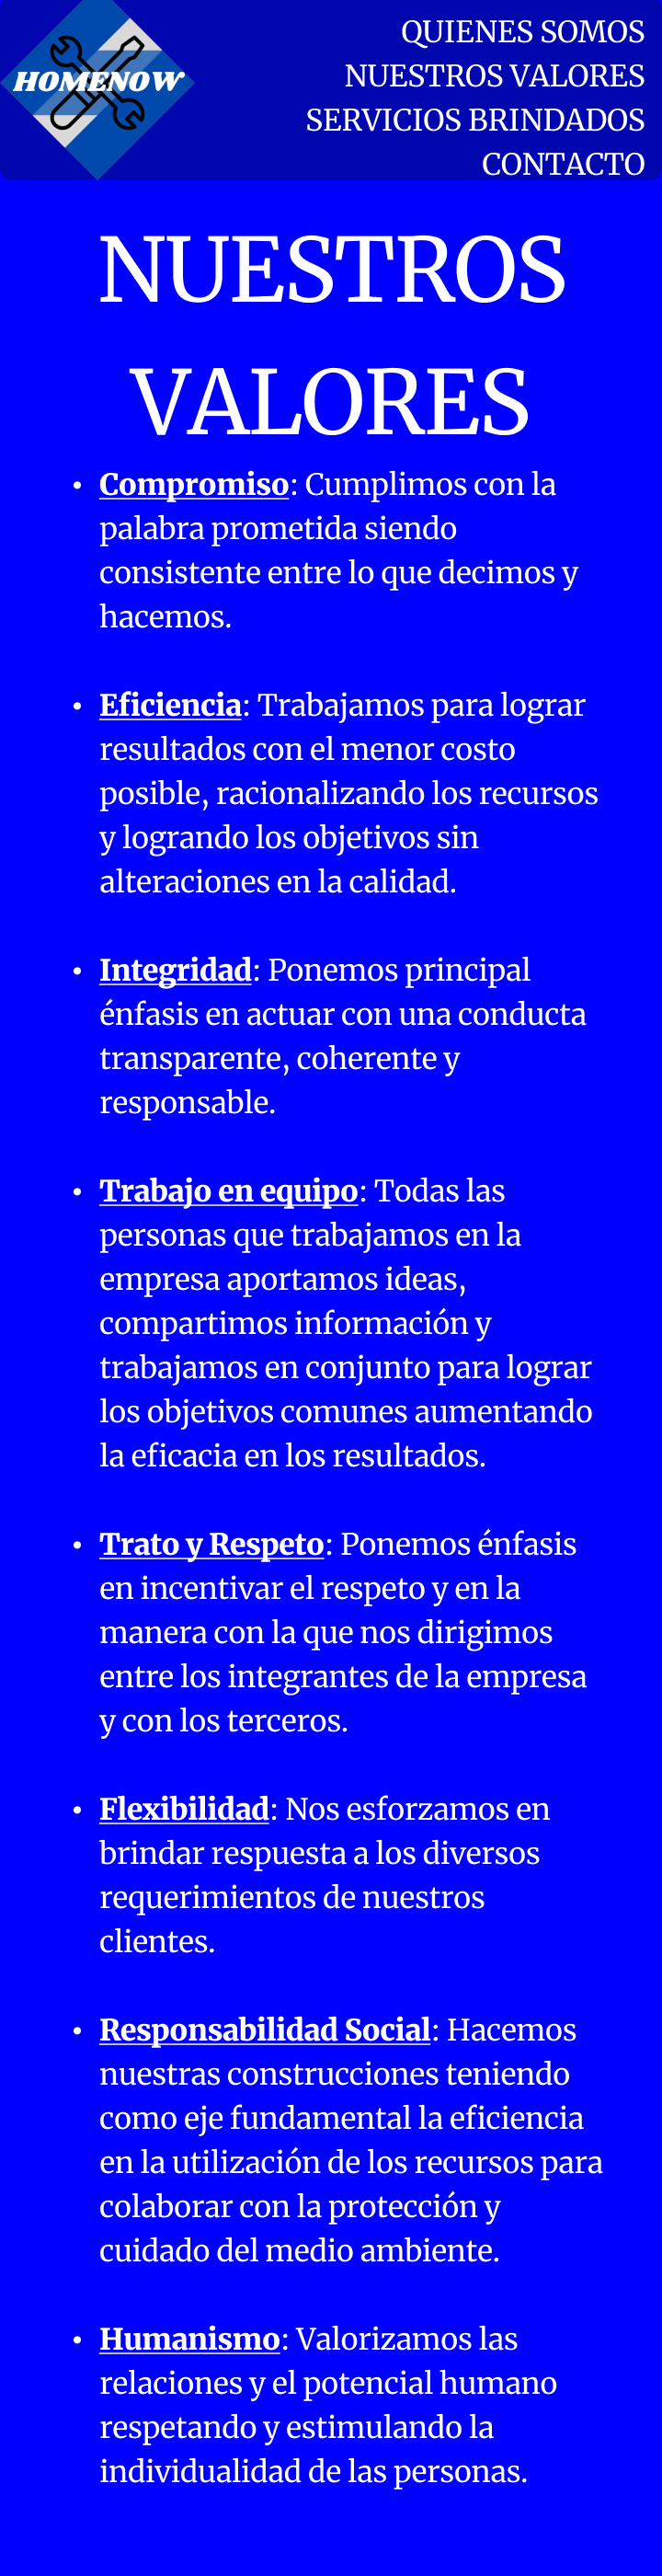 HOMENOW
QUIENES SOMOS
NUESTROS VALORES
SERVICIOS BRINDADOS
CONTACTO
NUESTROS
VALORES
• Compromiso: Cumplimos con la
palabra prometida siendo
consistente entre lo que decimos y
hacemos.
• Eficiencia: Trabajamos para lograr
resultados con el menor costo
posible, racionalizando los recursos
y logrando los objetivos sin
alteraciones en la calidad.
• Integridad: Ponemos principal
énfasis en actuar con una conducta
transparente, coherente y
responsable.
• Trabajo en equipo: Todas las
personas que trabajamos en la
empresa aportamos ideas,
compartimos información y
trabajamos en conjunto para lograr
los objetivos comunes aumentando
la eficacia en los resultados.
• Trato y Respeto: Ponemos énfasis
en incentivar el respeto y en la
manera con la que nos dirigimos
entre los integrantes de la empresa
y con los terceros.
• Flexibilidad: Nos esforzamos en
brindar respuesta a los diversos
requerimientos de nuestros
clientes.
• Responsabilidad Social: Hacemos
nuestras construcciones teniendo
como eje fundamental la eficiencia
en la utilización de los recursos para
colaborar con la protección y
cuidado del medio ambiente.
• Humanismo: Valorizamos las
relaciones y el potencial humano
respetando y estimulando la
individualidad de las personas.